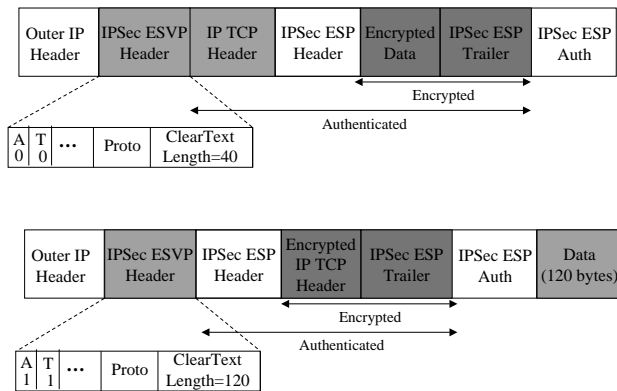 Outer IP Header
IPSec ESVP Header
IP TCP Header
IPSec ESP Header
Encrypted Data
IPSec ESP Trailer
IPSec ESP Auth
Encrypted
Authenticated
A 0
T 0
...
Proto
ClearText Length=40
Outer IP Header
IPSec ESVP Header
IPSec ESP Header
Encrypted IP TCP Header
IPSec ESP Trailer
IPSec ESP Auth
Data (120 bytes)
Encrypted
Authenticated
A 1
T 1
...
Proto
ClearText Length=120